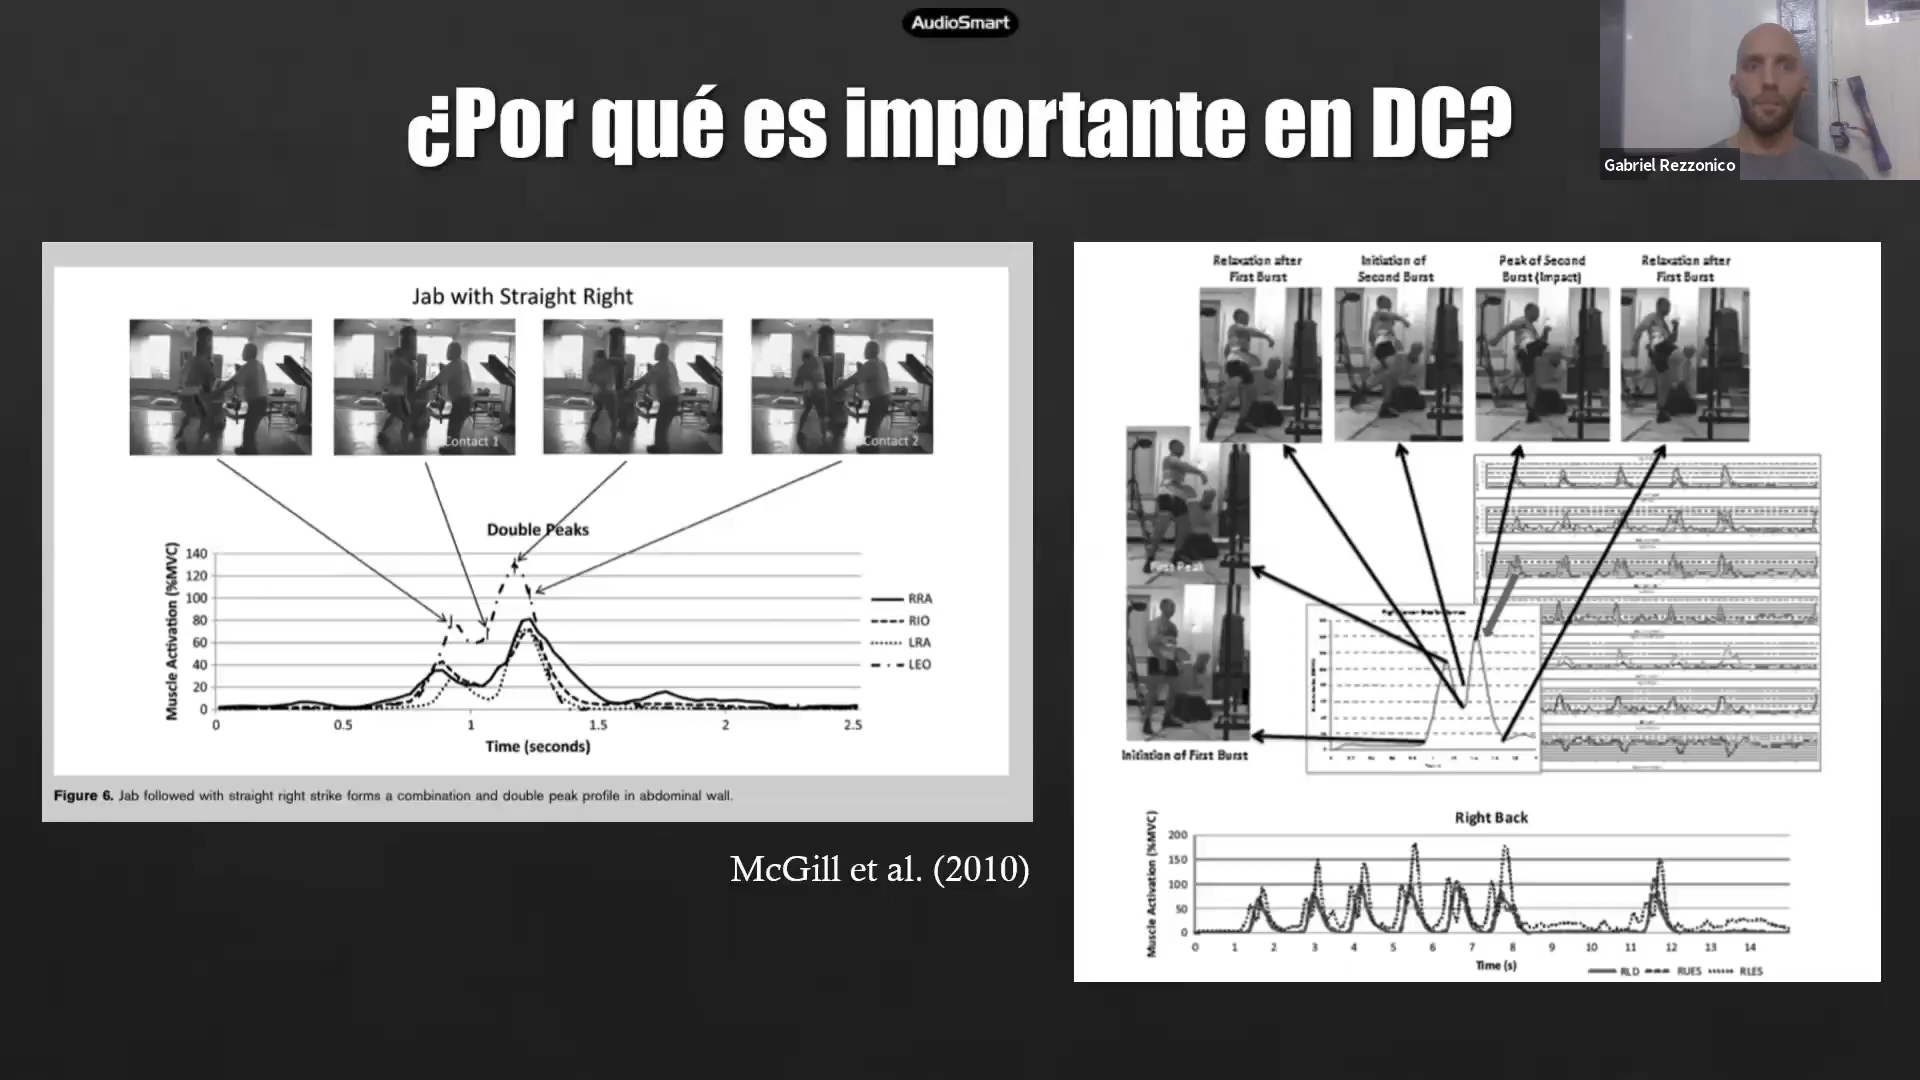 AudioSmart
¿Por qué es importante en DC?
Gabriel Rezzonico
Jab with Straight Right
Contact 1
Contact 2
Double Peaks
Muscle Activation (%MVC)
140
120
100
80
60
40
20
0
0 0.5 1 1.5 2 2.5
Time (seconds)
RRA
RIO
LRA
LEO
Figure 6. Jab followed with straight right strike forms a combination and double peak profile in abdominal wall.
McGill et al. (2010)
Relaxation after
First Burst
Initiation of
Second Burst
Peak of Second
Burst (Impact)
Relaxation after
First Burst
First Peak
Initiation of First Burst
Right Back
Muscle Activation (%MVC)
200
150
100
50
0
0 1 2 3 4 5 6 7 8 9 10 11 12 13 14
Time (s)
RLD RUES RLES